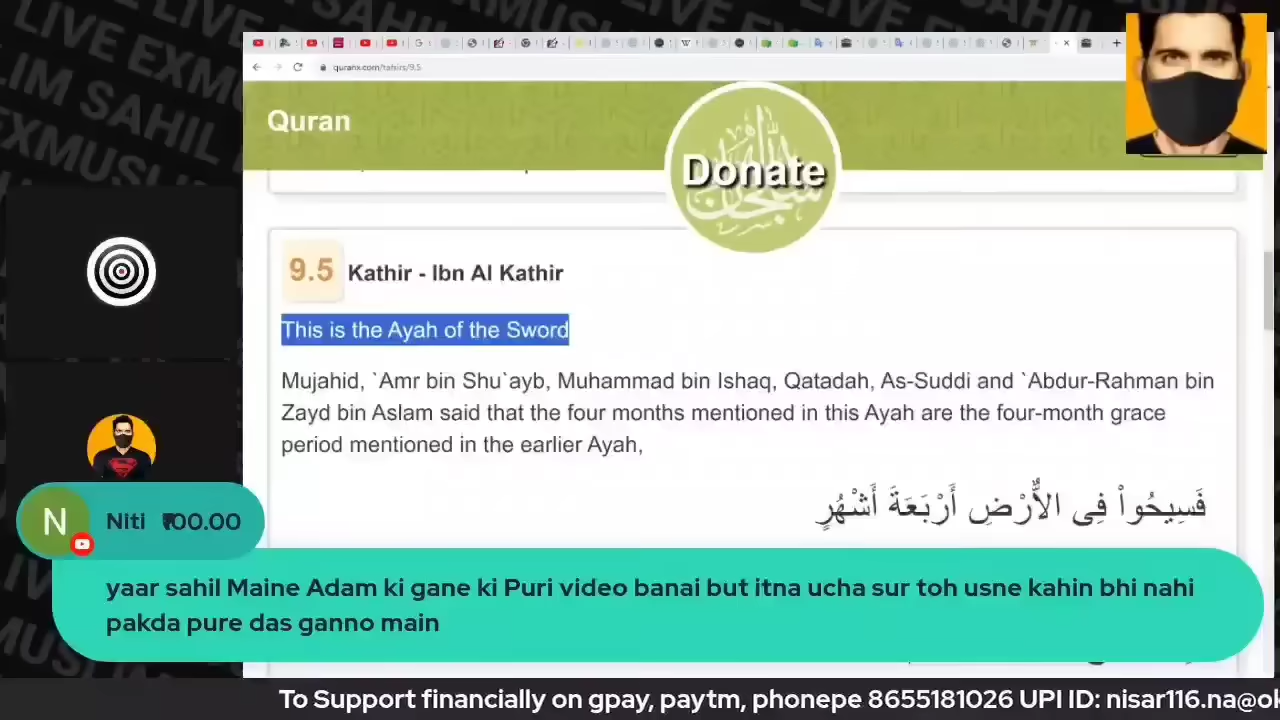 LIVE EXMUSLIM SAHIL
quranx.com/tafsirs/9.5
Quran
Donate
9.5 Kathir - Ibn Al Kathir
This is the Ayah of the Sword
Mujahid, `Amr bin Shu`ayb, Muhammad bin Ishaq, Qatadah, As-Suddi and `Abdur-Rahman bin
Zayd bin Aslam said that the four months mentioned in this Ayah are the four-month grace
period mentioned in the earlier Ayah,
فَسِيحُواْ فِى الاٌّرْضِ أَرْبَعَةَ أَشْهُرٍ
N Niti
yaar sahil Maine Adam ki gane ki Puri video banai but itna ucha sur toh usne kahin bhi nahi
pakda pure das ganno main
To Support financially on gpay, paytm, phonepe 8655181026 UPI ID: nisar116.na@o